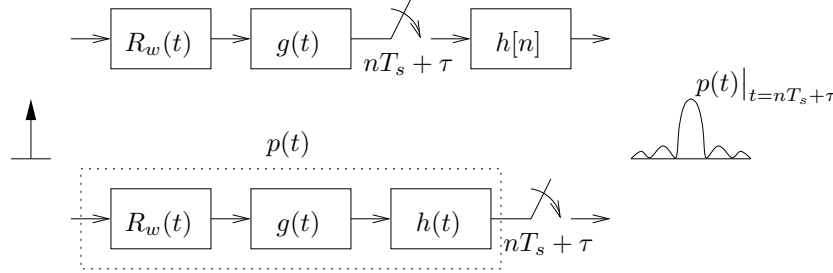 R_w(t) g(t) nT_s + τ h[n]
p(t)|_{t=nT_s+τ}
p(t)
R_w(t) g(t) h(t) nT_s + τ